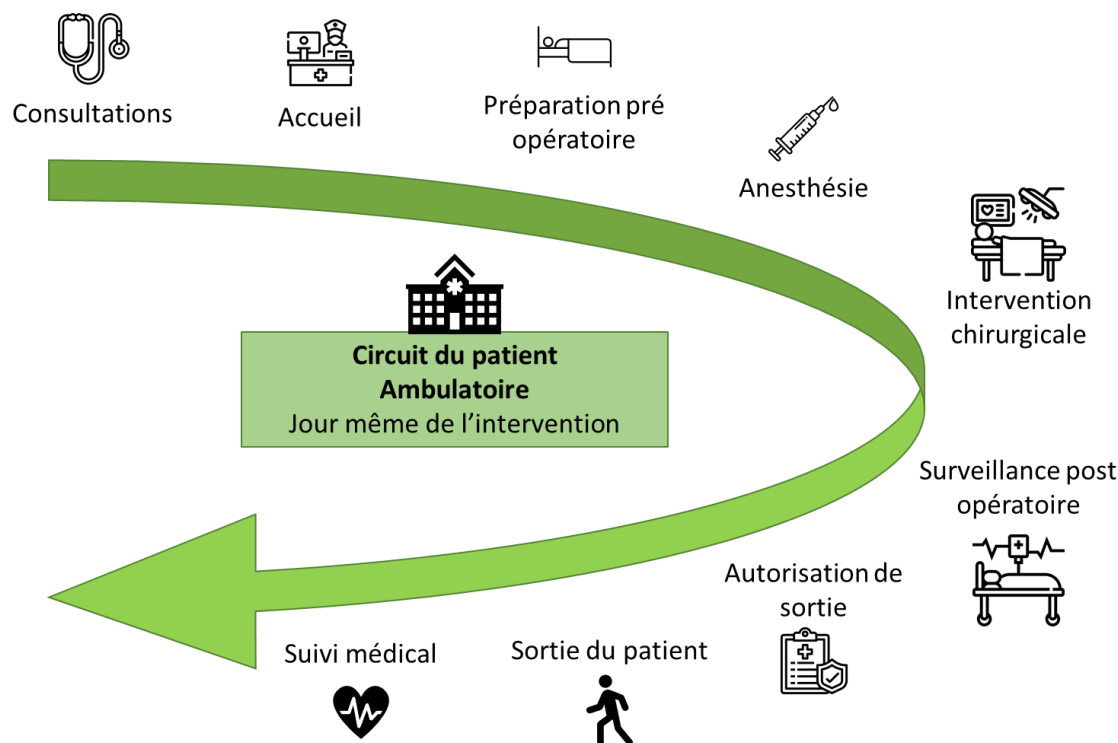 Consultations
Accueil
Préparation pré
opératoire
Anesthésie
Intervention
chirurgicale
Circuit du patient
Ambulatoire
Jour même de l'intervention
Surveillance post
opératoire
Autorisation de
sortie
Sortie du patient
Suivi médical